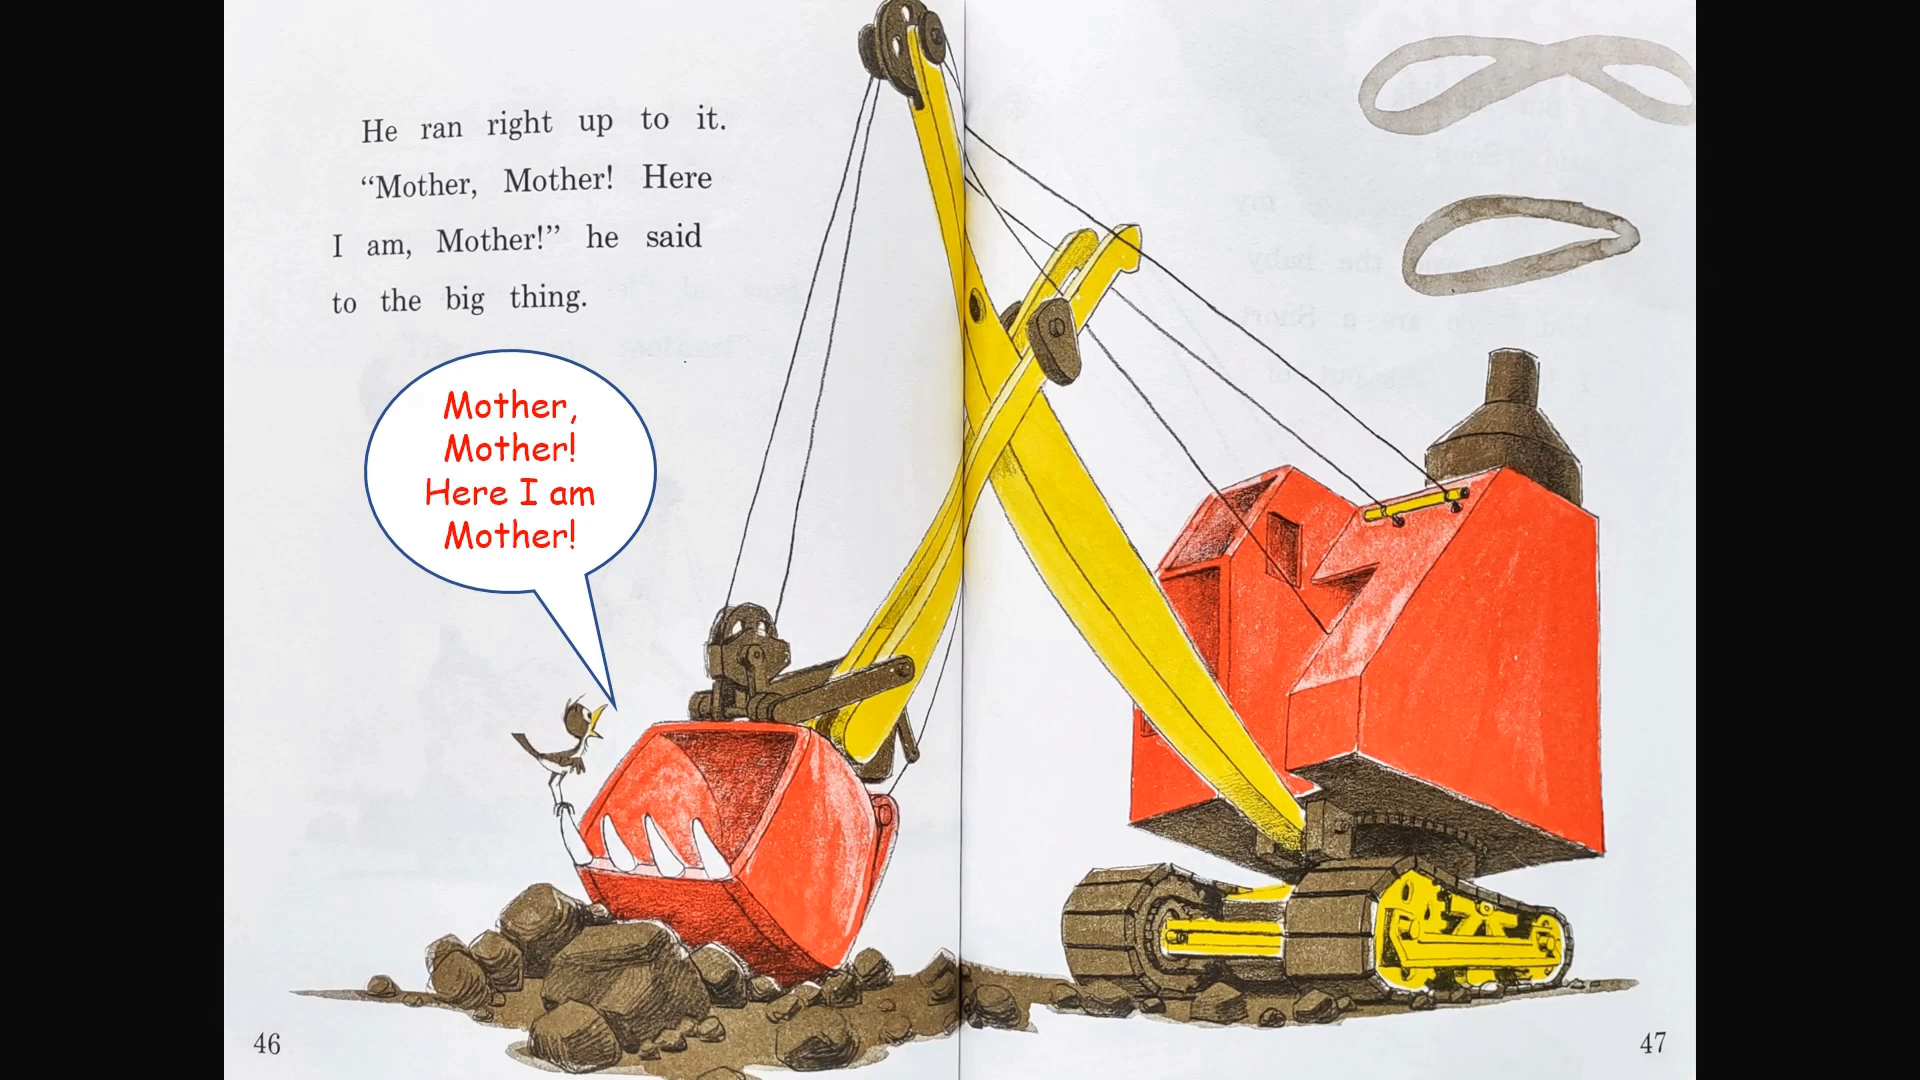 He ran right up to it.
“Mother, Mother! Here
I am, Mother!” he said
to the big thing.
Mother,
Mother!
Here I am
Mother!
46
47